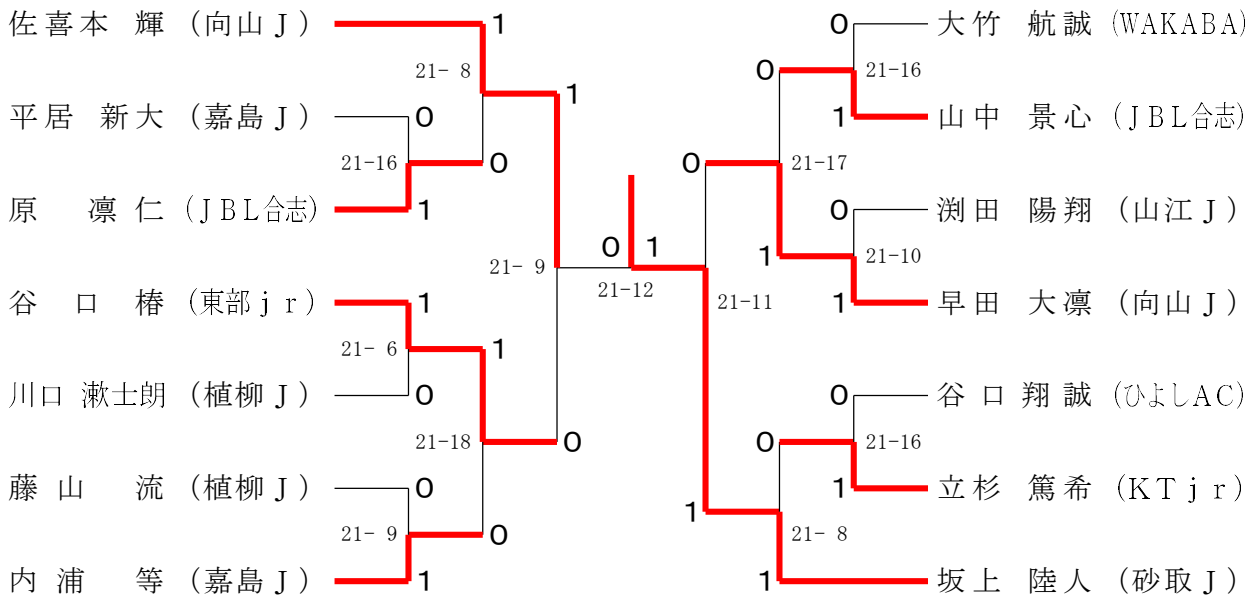 佐喜本 輝 (向山Ｊ)
1
21- 8
平居 新大 (嘉島Ｊ)
0
1
21-16
0
原 凛仁 (ＪＢＬ合志)
1
21- 9
谷口 椿 (東部ｊｒ)
1
21- 6
1
川口 漱士朗 (植柳Ｊ)
0
21-18
0
藤山 流 (植柳Ｊ)
0
21- 9
0
内浦 等 (嘉島Ｊ)
1
0 1
21-12
0
大竹 航誠 (WAKABA)
0
21-16
1
山中 景心 (ＪＢＬ合志)
0
21-17
0
渕田 陽翔 (山江Ｊ)
1
21-10
1
早田 大凛 (向山Ｊ)
21-11
0
谷口 翔誠 (ひよしAC)
0
21-16
1
立杉 篤希 (ＫＴｊｒ)
1
21- 8
1
坂上 陸人 (砂取Ｊ)